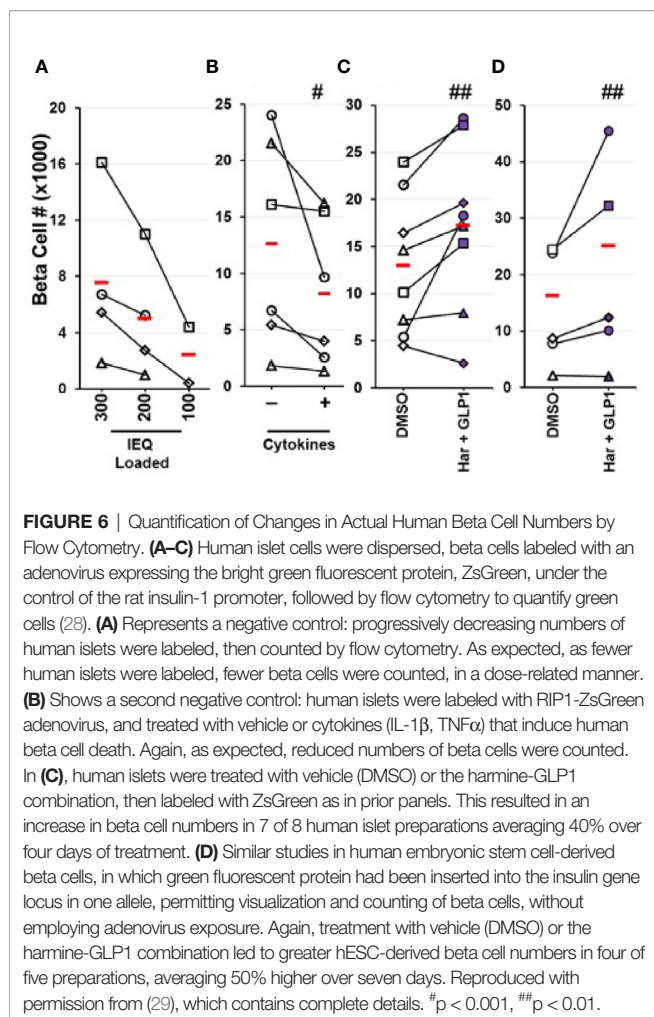 A
B
C
D
#
##
##
Beta Cell # (x1000)
20
16
12
8
4
0
25
20
15
10
5
0
30
25
20
15
10
5
0
50
40
30
20
10
0
300
200
100
IEQ
Loaded
–
+
Cytokines
DMSO
Har + GLP1
DMSO
Har + GLP1
FIGURE 6 | Quantification of Changes in Actual Human Beta Cell Numbers by
Flow Cytometry. (A–C) Human islet cells were dispersed, beta cells labeled with an
adenovirus expressing the bright green fluorescent protein, ZsGreen, under the
control of the rat insulin-1 promoter, followed by flow cytometry to quantify green
cells (28). (A) Represents a negative control: progressively decreasing numbers of
human islets were labeled, then counted by flow cytometry. As expected, as fewer
human islets were labeled, fewer beta cells were counted, in a dose-related manner.
(B) Shows a second negative control: human islets were labeled with RIP1-ZsGreen
adenovirus, and treated with vehicle or cytokines (IL-1β, TNFα) that induce human
beta cell death. Again, as expected, reduced numbers of beta cells were counted.
In (C), human islets were treated with vehicle (DMSO) or the harmine-GLP1
combination, then labeled with ZsGreen as in prior panels. This resulted in an
increase in beta cell numbers in 7 of 8 human islet preparations averaging 40% over
four days of treatment. (D) Similar studies in human embryonic stem cell-derived
beta cells, in which green fluorescent protein had been inserted into the insulin gene
locus in one allele, permitting visualization and counting of beta cells, without
employing adenovirus exposure. Again, treatment with vehicle (DMSO) or the
harmine-GLP1 combination led to greater hESC-derived beta cell numbers in four of
five preparations, averaging 50% higher over seven days. Reproduced with
permission from (29), which contains complete details. #p < 0.001, ##p < 0.01.